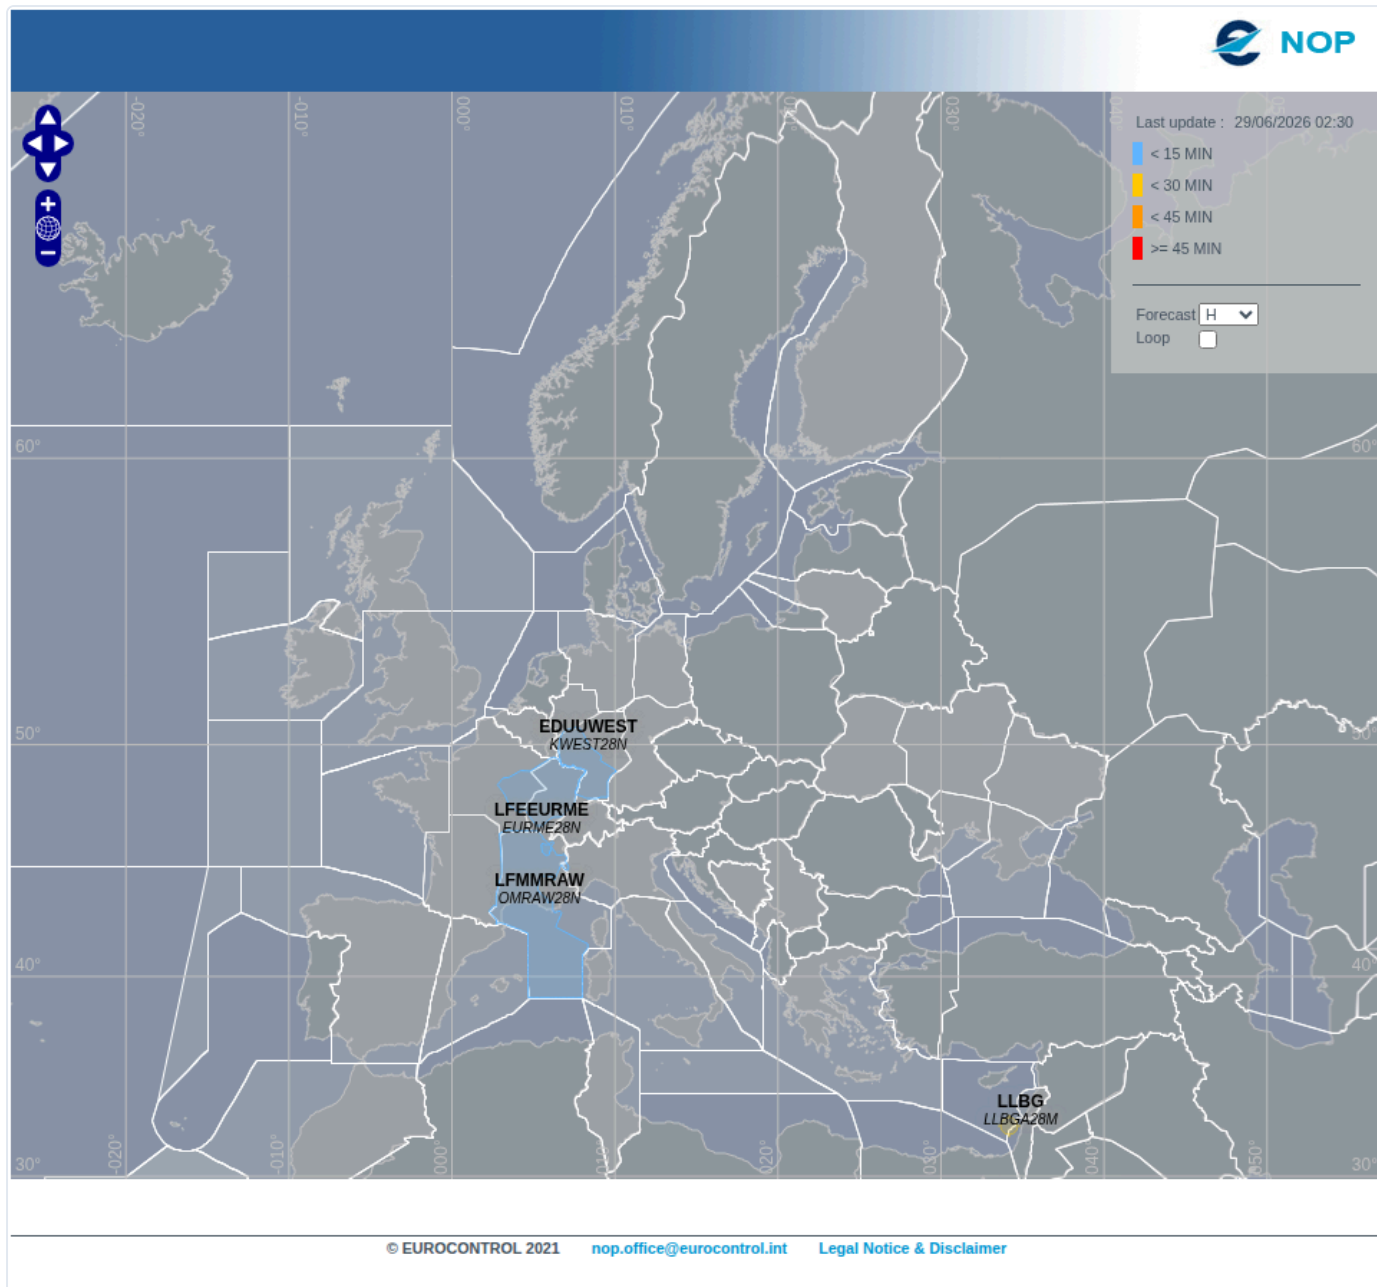 NOP
-020°
-010°
000°
010°
030°
040°
Last update : 29/06/2026 02:30
< 15 MIN
< 30 MIN
< 45 MIN
>= 45 MIN
Forecast H
Loop
60°
60°
50°
50°
EDUUWEST
KWEST28N
LFEEURME
EURME28N
LFMMRAW
OMRAW28N
40°
40
LLBG
LLBGA28M
30°
-020°
-010°
000°
010
020°
030°
040°
050°
30°
© EUROCONTROL 2021 nop.office@eurocontrol.int Legal Notice & Disclaimer